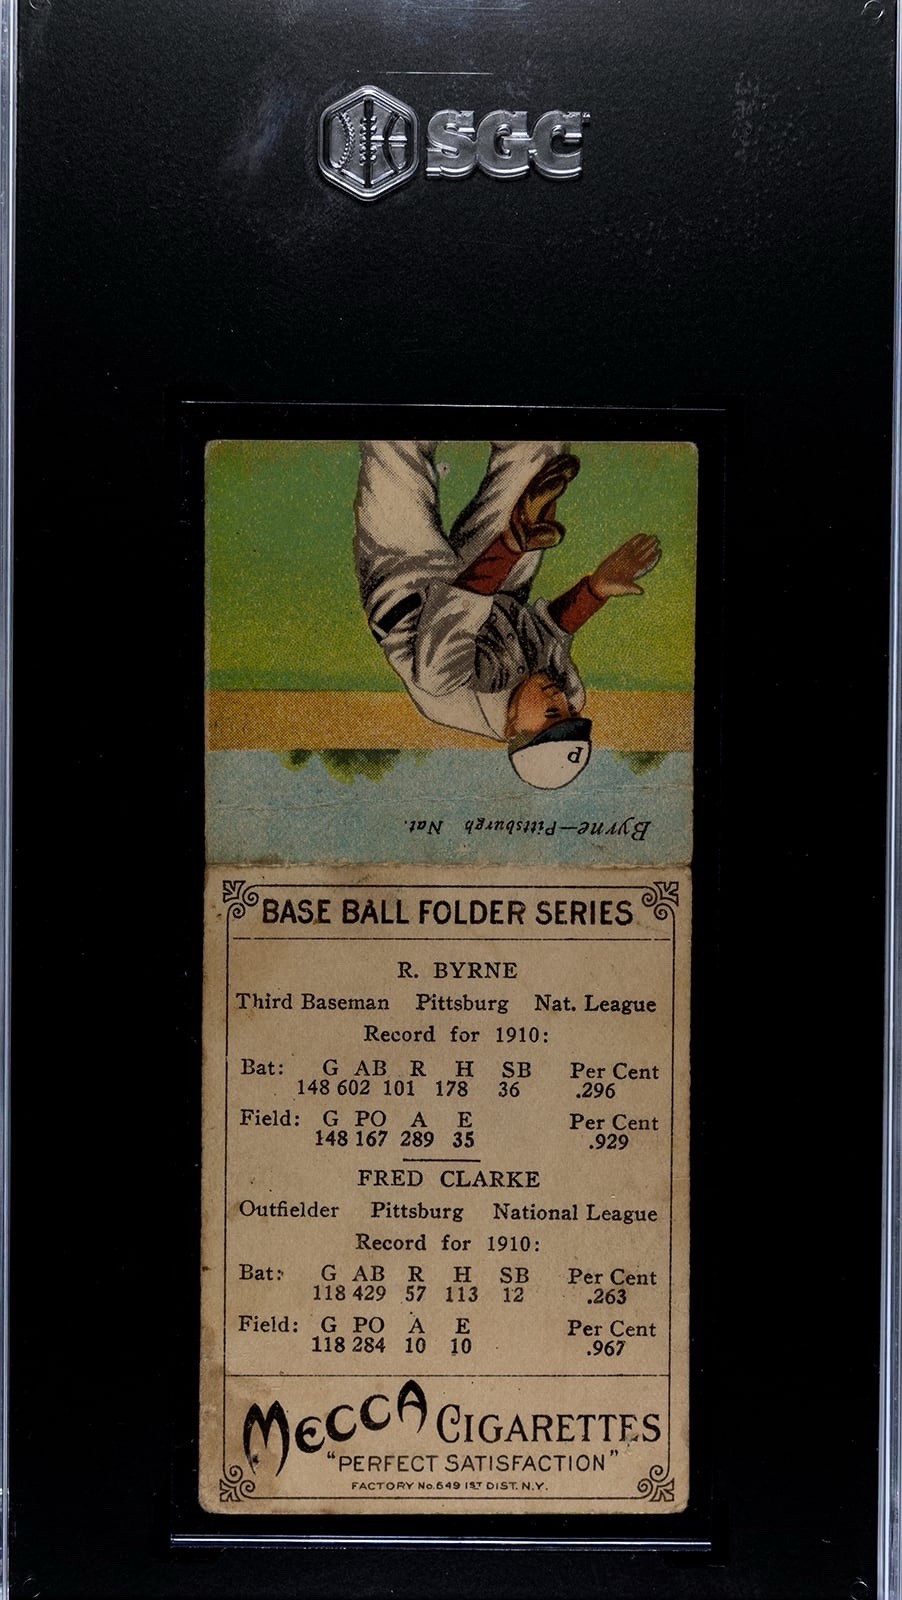 SGC
Byrne—Pittsburgh Nat.
P
BASE BALL FOLDER SERIES
R. BYRNE
Third Baseman Pittsburg Nat. League
Record for 1910:
Bat: G AB R H SB Per Cent
148 602 101 178 36 .296
Field: G PO A E Per Cent
148 167 289 35 .929
FRED CLARKE
Outfielder Pittsburg National League
Record for 1910:
Bat: G AB R H SB Per Cent
118 429 57 113 12 .263
Field: G PO A E Per Cent
118 284 10 10 .967
MECCA CIGARETTES
"PERFECT SATISFACTION"
FACTORY No. 649 1ST DIST. N.Y.